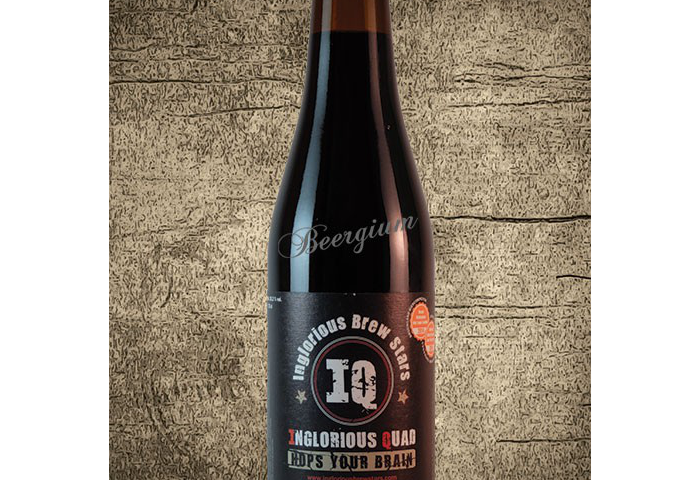 Beergium
Inglorious Brew Stars
IQ
INGLORIOUS QUAD
HOPS YOUR BRAIN